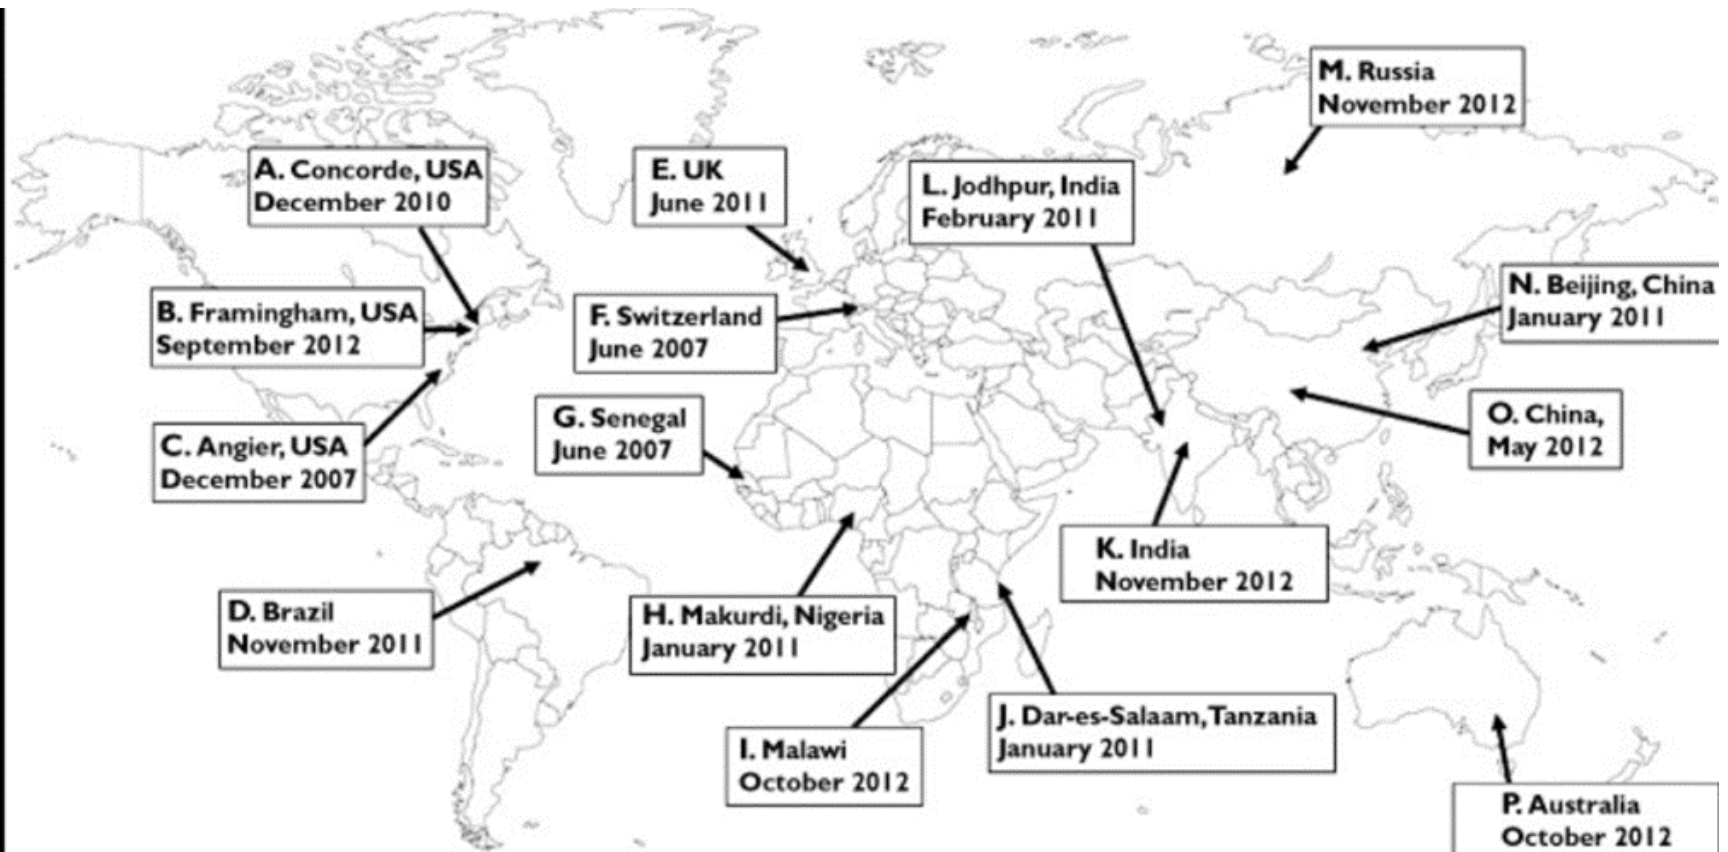 A. Concorde, USA
December 2010
B. Framingham, USA
September 2012
C. Angier, USA
December 2007
D. Brazil
November 2011
E. UK
June 2011
F. Switzerland
June 2007
G. Senegal
June 2007
H. Makurdi, Nigeria
January 2011
I. Malawi
October 2012
J. Dar-es-Salaam, Tanzania
January 2011
K. India
November 2012
L. Jodhpur, India
February 2011
M. Russia
November 2012
N. Beijing, China
January 2011
O. China,
May 2012
P. Australia
October 2012